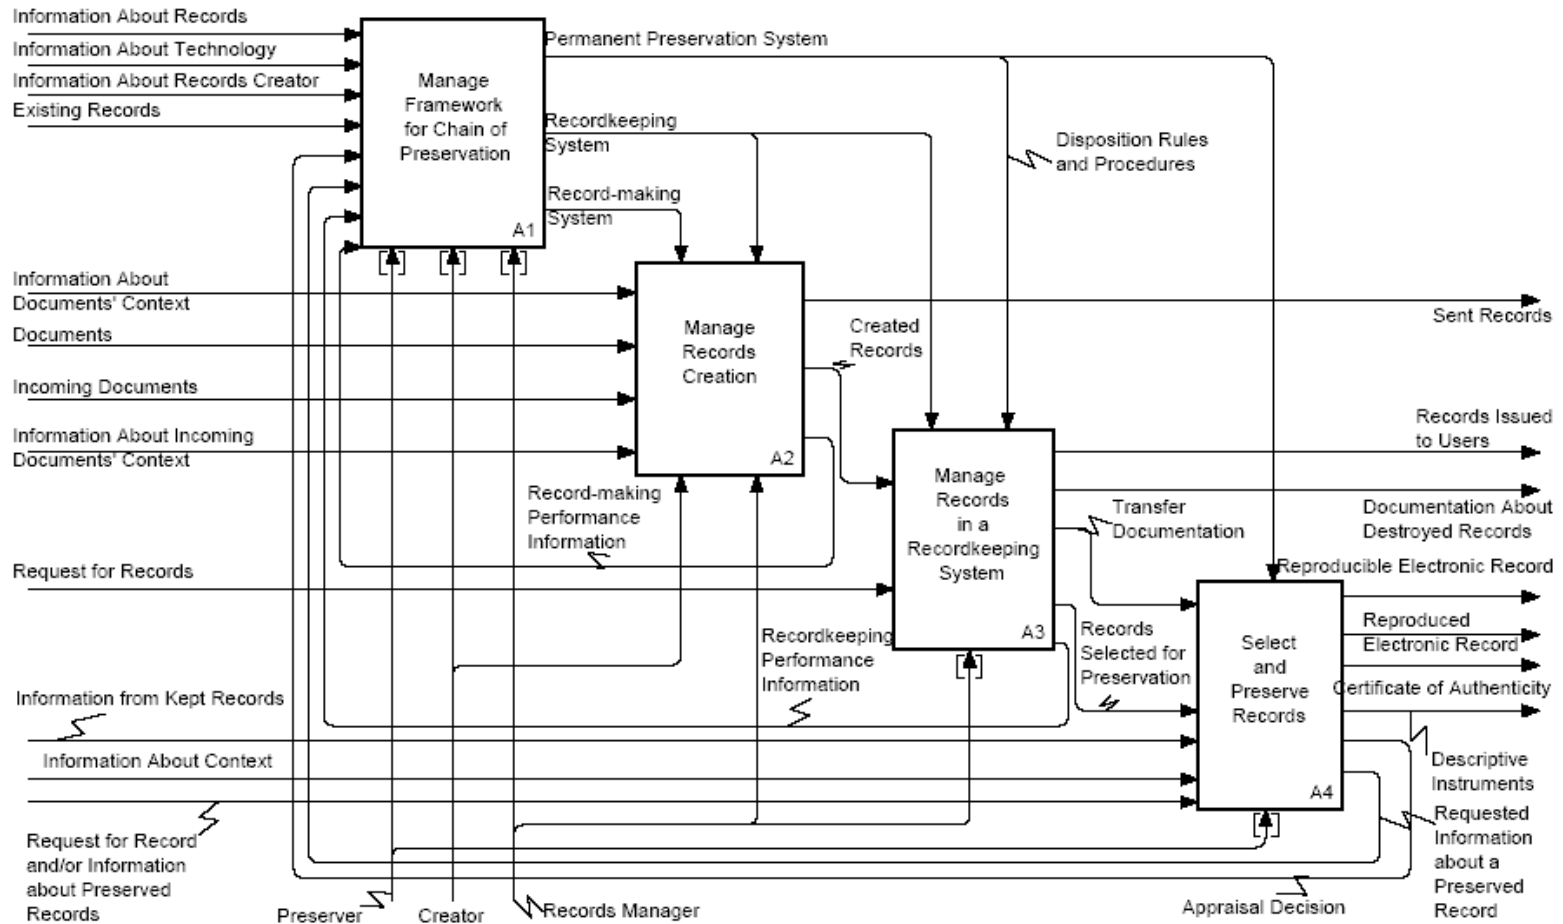 Information About Records
Information About Technology
Information About Records Creator
Existing Records
Manage
Framework
for Chain of
Preservation
A1
Permanent Preservation System
Recordkeeping
System
Record-making
System
Disposition Rules
and Procedures
Information About
Documents' Context
Documents
Incoming Documents
Information About Incoming
Documents' Context
Manage
Records
Creation
A2
Created
Records
Sent Records
Record-making
Performance
Information
Records Issued
to Users
Manage
Records
in a
Recordkeeping
System
A3
Transfer
Documentation
Documentation About
Destroyed Records
Request for Records
Reproducible Electronic Record
Reproduced
Electronic Record
Recordkeeping
Performance
Information
Records
Selected for
Preservation
Select
and
Preserve
Records
A4
Certificate of Authenticity
Information from Kept Records
Information About Context
Descriptive
Instruments
Request for Record
and/or Information
about Preserved
Records
Requested
Information
about a
Preserved
Record
Preserver
Creator
Records Manager
Appraisal Decision